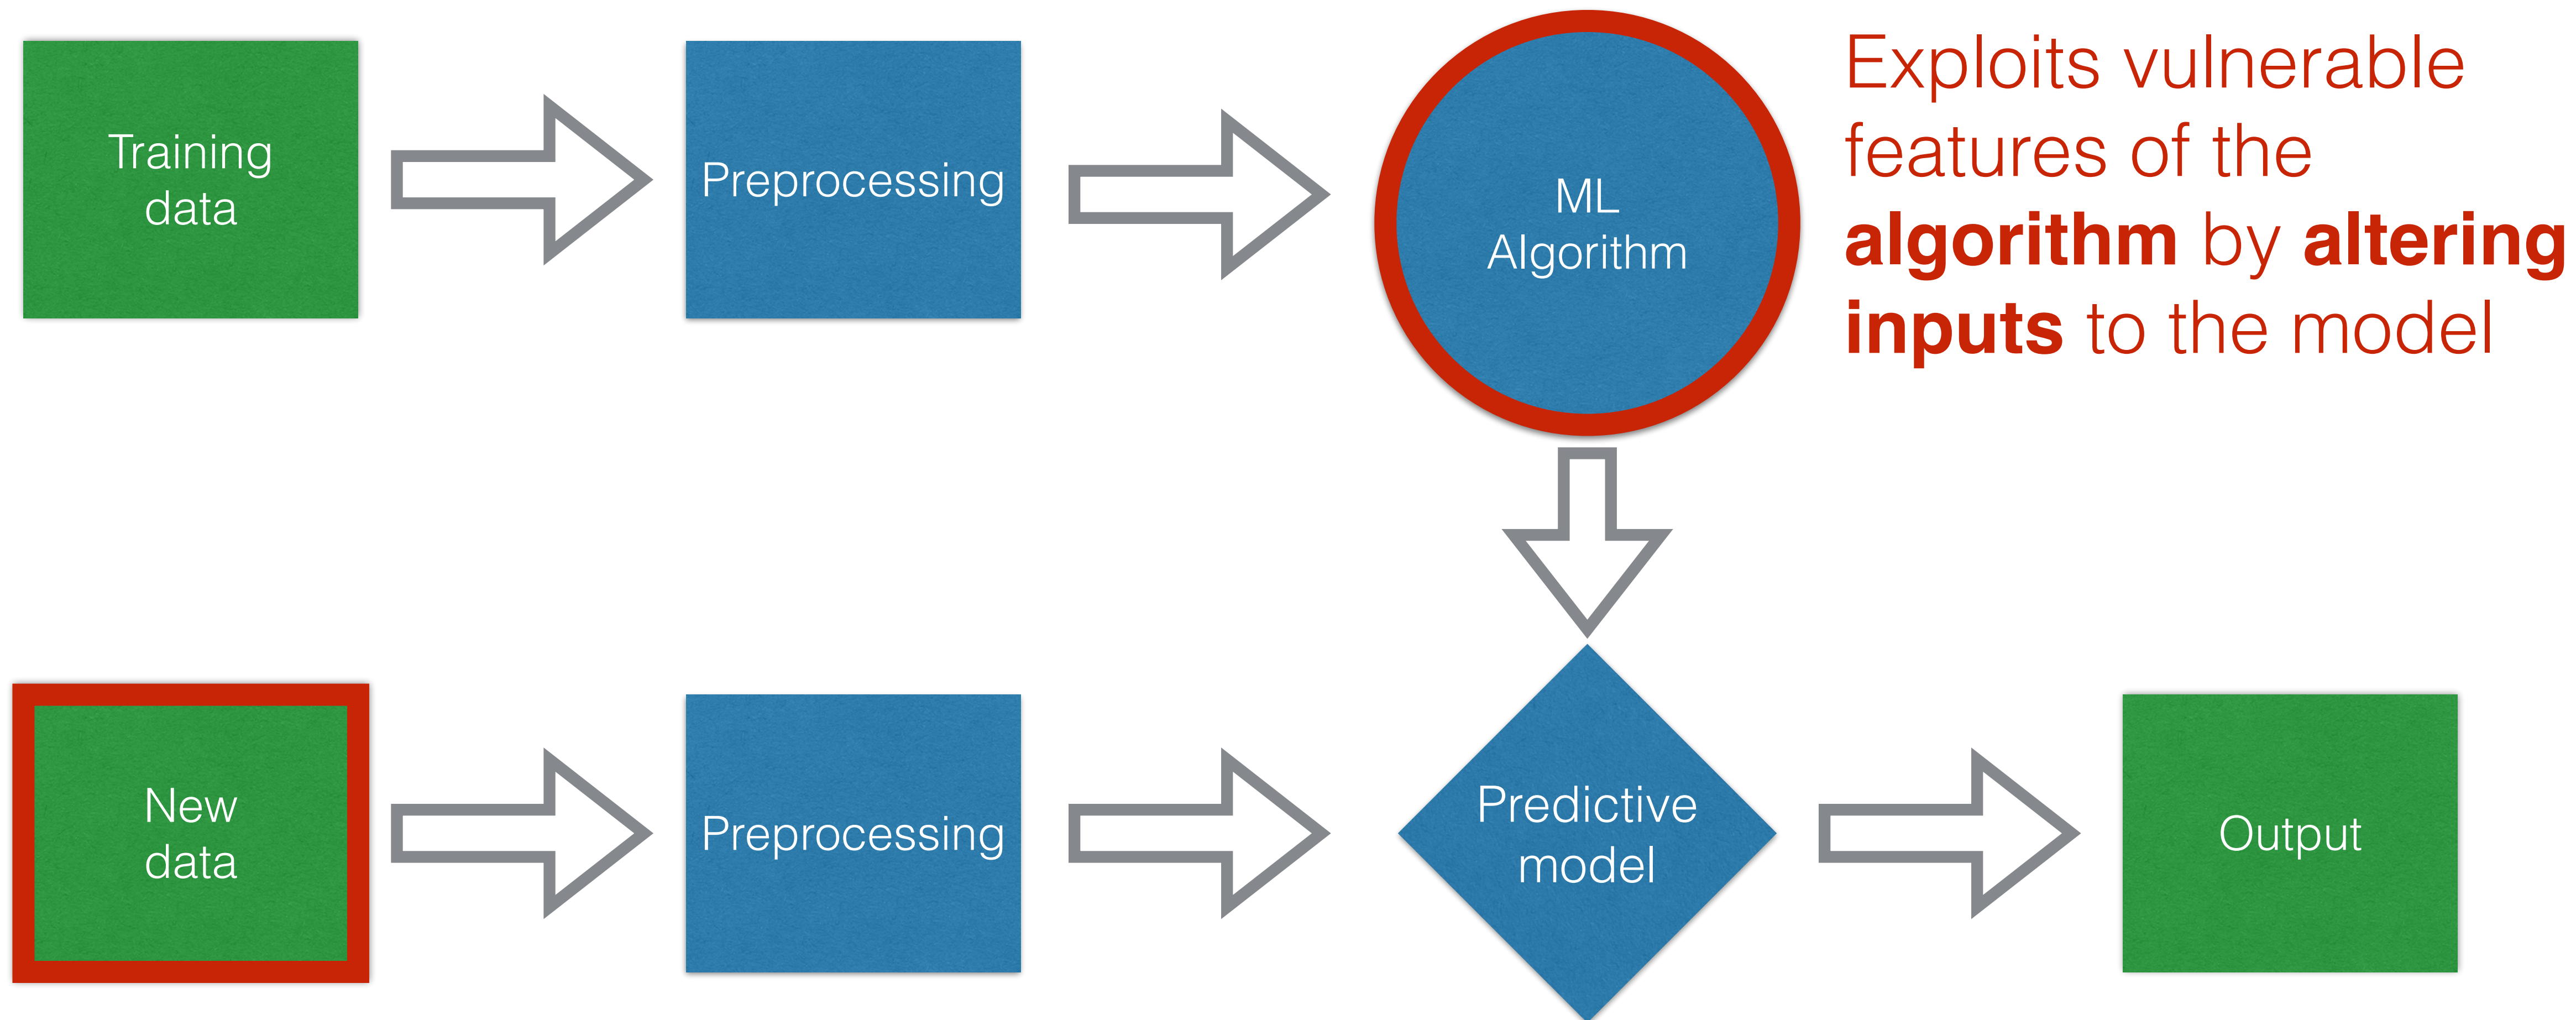 Training
data
Preprocessing
ML
Algorithm
Exploits vulnerable
features of the
algorithm by altering
inputs to the model
New
data
Preprocessing
Predictive
model
Output